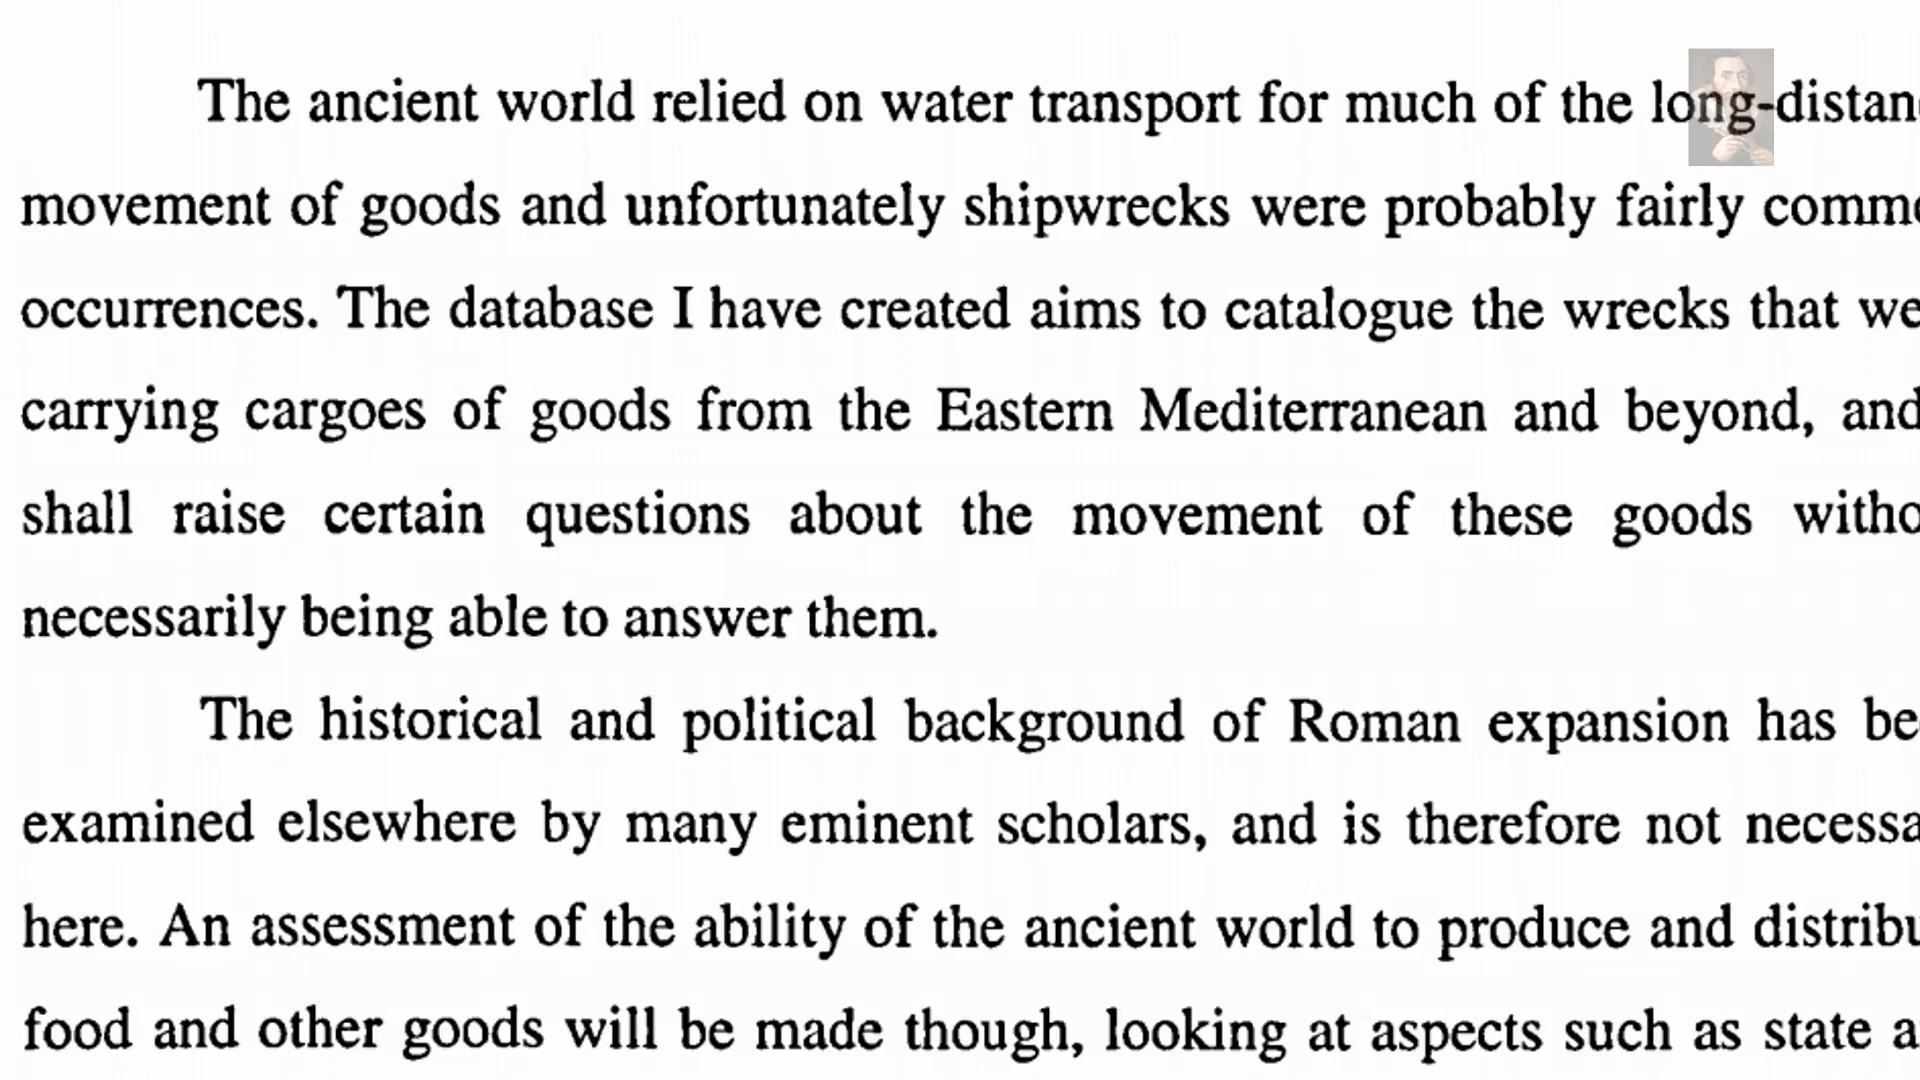 The ancient world relied on water transport for much of the long-distan
movement of goods and unfortunately shipwrecks were probably fairly comm
occurrences. The database I have created aims to catalogue the wrecks that we
carrying cargoes of goods from the Eastern Mediterranean and beyond, and
shall raise certain questions about the movement of these goods witho
necessarily being able to answer them.
The historical and political background of Roman expansion has be
examined elsewhere by many eminent scholars, and is therefore not necessa
here. An assessment of the ability of the ancient world to produce and distribu
food and other goods will be made though, looking at aspects such as state a